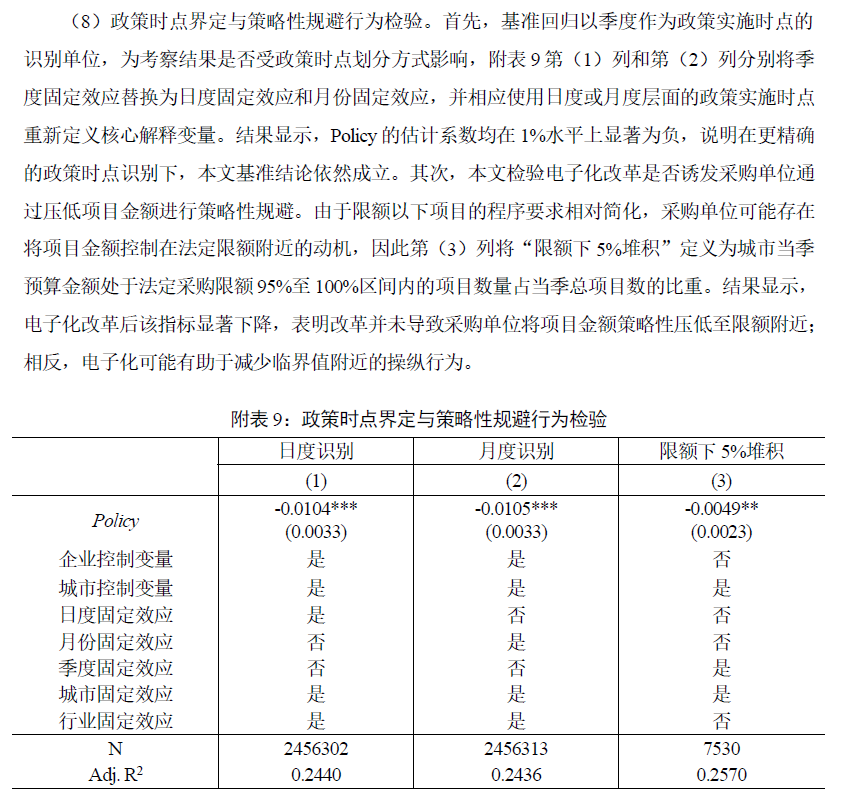 （8）政策时点界定与策略性规避行为检验。首先，基准回归以季度作为政策实施时点的
识别单位，为考察结果是否受政策时点划分方式影响，附表 9 第（1）列和第（2）列分别将季
度固定效应替换为日度固定效应和月份固定效应，并相应使用日度或月度层面的政策实施时点
重新定义核心解释变量。结果显示，Policy 的估计系数均在 1%水平上显著为负，说明在更精确
的政策时点识别下，本文基准结论依然成立。其次，本文检验电子化改革是否诱发采购单位通
过压低项目金额进行策略性规避。由于限额以下项目的程序要求相对简化，采购单位可能存在
将项目金额控制在法定限额附近的动机，因此第（3）列将“限额下 5%堆积”定义为城市当季
预算金额处于法定采购限额 95%至 100%区间内的项目数量占当季总项目数的比重。结果显示，
电子化改革后该指标显著下降，表明改革并未导致采购单位将项目金额策略性压低至限额附近；
相反，电子化可能有助于减少临界值附近的操纵行为。
附表 9：政策时点界定与策略性规避行为检验
日度识别 月度识别 限额下 5%堆积
(1) (2) (3)
Policy -0.0104*** -0.0105*** -0.0049**
(0.0033) (0.0033) (0.0023)
企业控制变量 是 是 否
城市控制变量 是 是 是
日度固定效应 是 否 否
月份固定效应 否 是 否
季度固定效应 否 否 是
城市固定效应 是 是 是
行业固定效应 是 是 否
N 2456302 2456313 7530
Adj. R² 0.2440 0.2436 0.2570